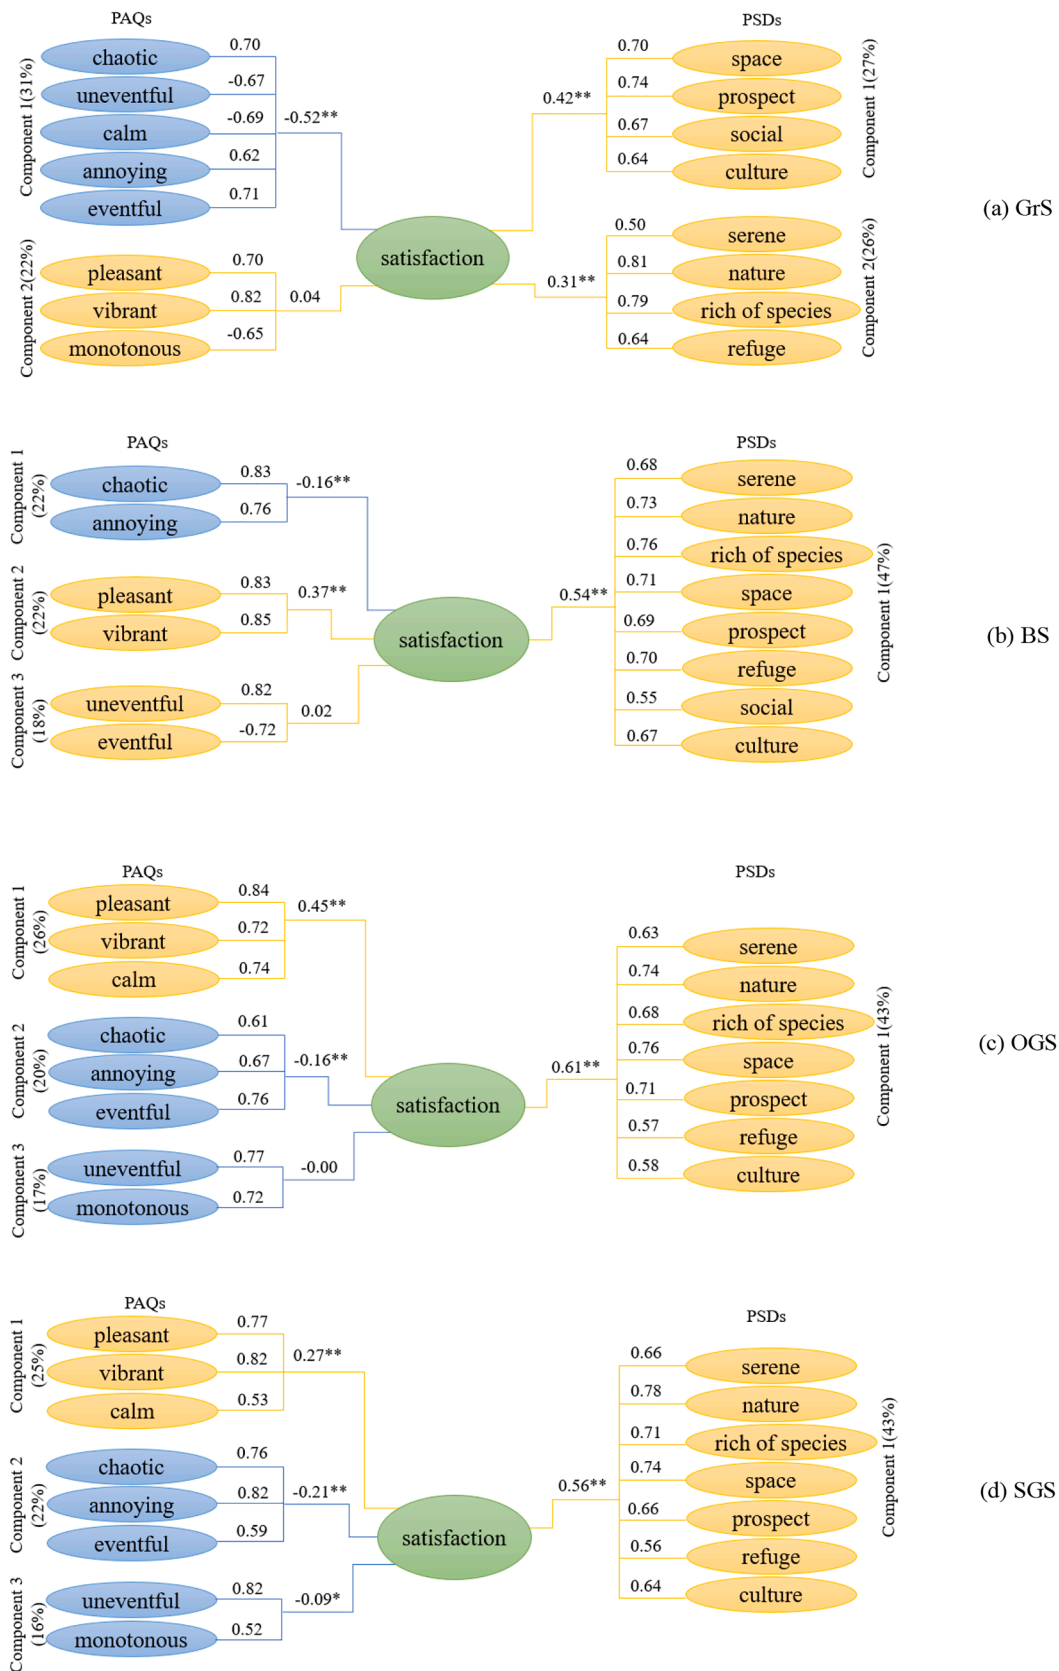 PAQs
Component 1(31%)
chaotic 0.70
uneventful -0.67
calm -0.69
annoying 0.62
eventful 0.71
-0.52**
Component 2(22%)
pleasant 0.70
vibrant 0.82
monotonous -0.65
0.04
satisfaction
PSDs
0.42**
0.70 space
0.74 prospect
0.67 social
0.64 culture
Component 1(27%)
0.31**
0.50 serene
0.81 nature
0.79 rich of species
0.64 refuge
Component 2(26%)
(a) GrS
PAQs
Component 1
(22%)
chaotic 0.83
annoying 0.76
-0.16**
Component 2
(22%)
pleasant 0.83
vibrant 0.85
0.37**
Component 3
(18%)
uneventful 0.82
eventful -0.72
0.02
satisfaction
PSDs
0.54**
0.68 serene
0.73 nature
0.76 rich of species
0.71 space
0.69 prospect
0.70 refuge
0.55 social
0.67 culture
Component 1(47%)
(b) BS
PAQs
Component 1
(26%)
pleasant 0.84
vibrant 0.72
calm 0.74
0.45**
Component 2
(20%)
chaotic 0.61
annoying 0.67
eventful 0.76
-0.16**
Component 3
(17%)
uneventful 0.77
monotonous 0.72
-0.00
satisfaction
PSDs
0.61**
0.63 serene
0.74 nature
0.68 rich of species
0.76 space
0.71 prospect
0.57 refuge
0.58 culture
Component 1(43%)
(c) OGS
PAQs
Component 1
(25%)
pleasant 0.77
vibrant 0.82
calm 0.53
0.27**
Component 2
(22%)
chaotic 0.76
annoying 0.82
eventful 0.59
-0.21**
Component 3
(16%)
uneventful 0.82
monotonous 0.52
-0.09*
satisfaction
PSDs
0.56**
0.66 serene
0.78 nature
0.71 rich of species
0.74 space
0.66 prospect
0.56 refuge
0.64 culture
Component 1(43%)
(d) SGS